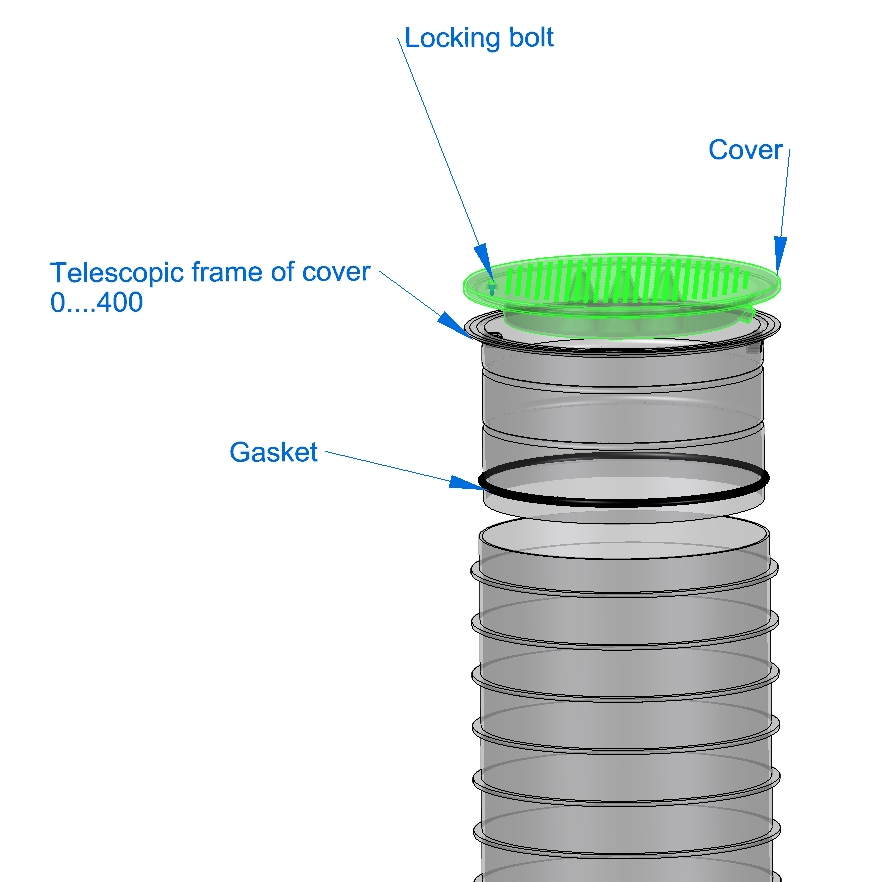 Locking bolt
Cover
Telescopic frame of cover
0....400
Gasket